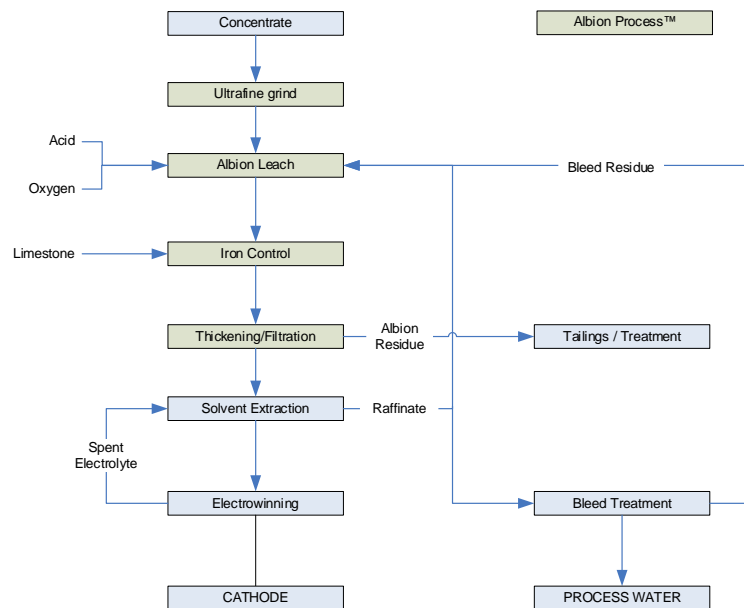 Concentrate
Albion Process™
Ultrafine grind
Acid
Albion Leach
Bleed Residue
Oxygen
Limestone
Iron Control
Thickening/Filtration
Albion
Residue
Tailings / Treatment
Solvent Extraction
Raffinate
Spent
Electrolyte
Electrowinning
Bleed Treatment
CATHODE
PROCESS WATER